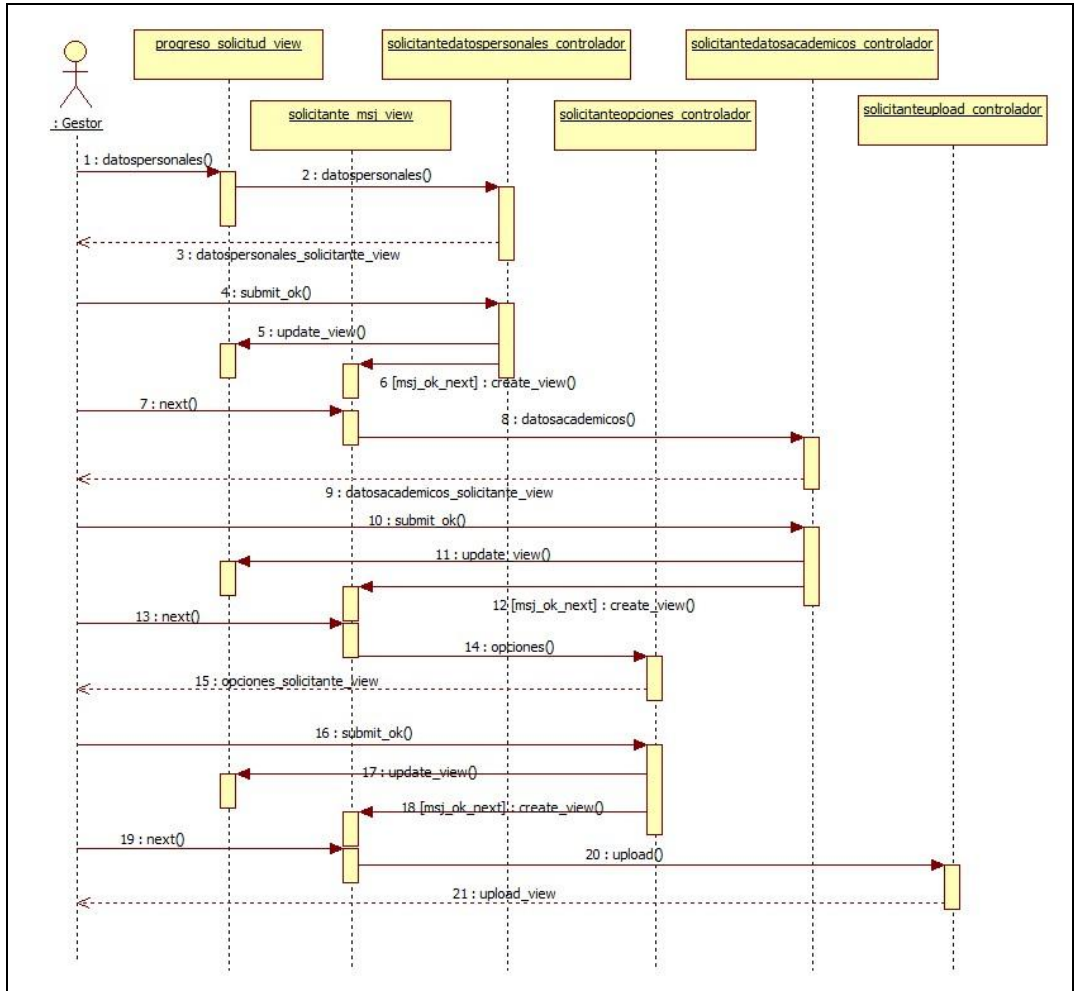 progreso_solicitud_view
solicitantedatospersonales_controlador
solicitantedatosacademicos_controlador
solicitante_msj_view
solicitanteopciones_controlador
solicitanteupload_controlador
: Gestor
1 : datospersonales()
2 : datospersonales()
3 : datospersonales_solicitante_view
4 : submit_ok()
5 : update_view()
6 [msj_ok_next] : create_view()
7 : next()
8 : datosacademicos()
9 : datosacademicos_solicitante_view
10 : submit_ok()
11 : update_view()
12 [msj_ok_next] : create_view()
13 : next()
14 : opciones()
15 : opciones_solicitante_view
16 : submit_ok()
17 : update_view()
18 [msj_ok_next] : create_view()
19 : next()
20 : upload()
21 : upload_view